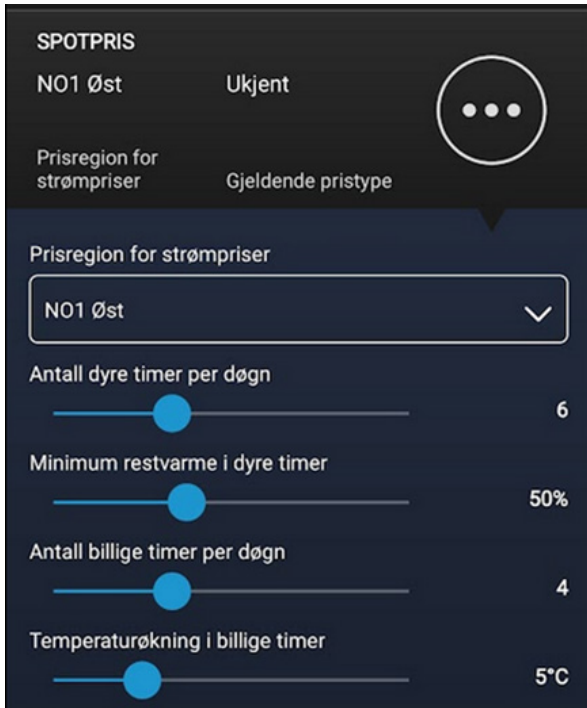 SPOTPRIS
NO1 Øst Ukjent
Prisregion for
strømpriser Gjeldende pristype
Prisregion for strømpriser
NO1 Øst
Antall dyre timer per døgn
6
Minimum restvarme i dyre timer
50%
Antall billige timer per døgn
4
Temperaturøkning i billige timer
5°C